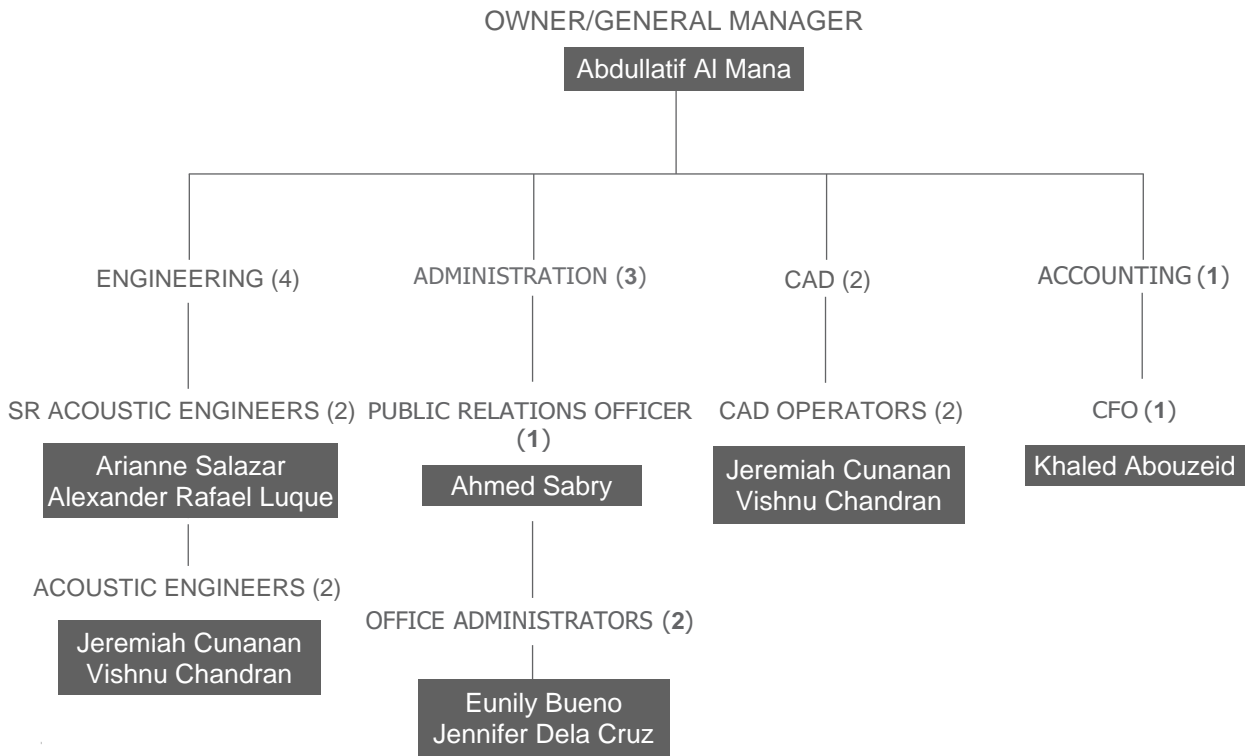 OWNER/GENERAL MANAGER
Abdullatif Al Mana
ENGINEERING (4)
ADMINISTRATION (3)
CAD (2)
ACCOUNTING (1)
SR ACOUSTIC ENGINEERS (2)
Arianne Salazar
Alexander Rafael Luque
ACOUSTIC ENGINEERS (2)
Jeremiah Cunanan
Vishnu Chandran
PUBLIC RELATIONS OFFICER
(1)
Ahmed Sabry
OFFICE ADMINISTRATORS (2)
Eunily Bueno
Jennifer Dela Cruz
CAD OPERATORS (2)
Jeremiah Cunanan
Vishnu Chandran
CFO (1)
Khaled Abouzeid